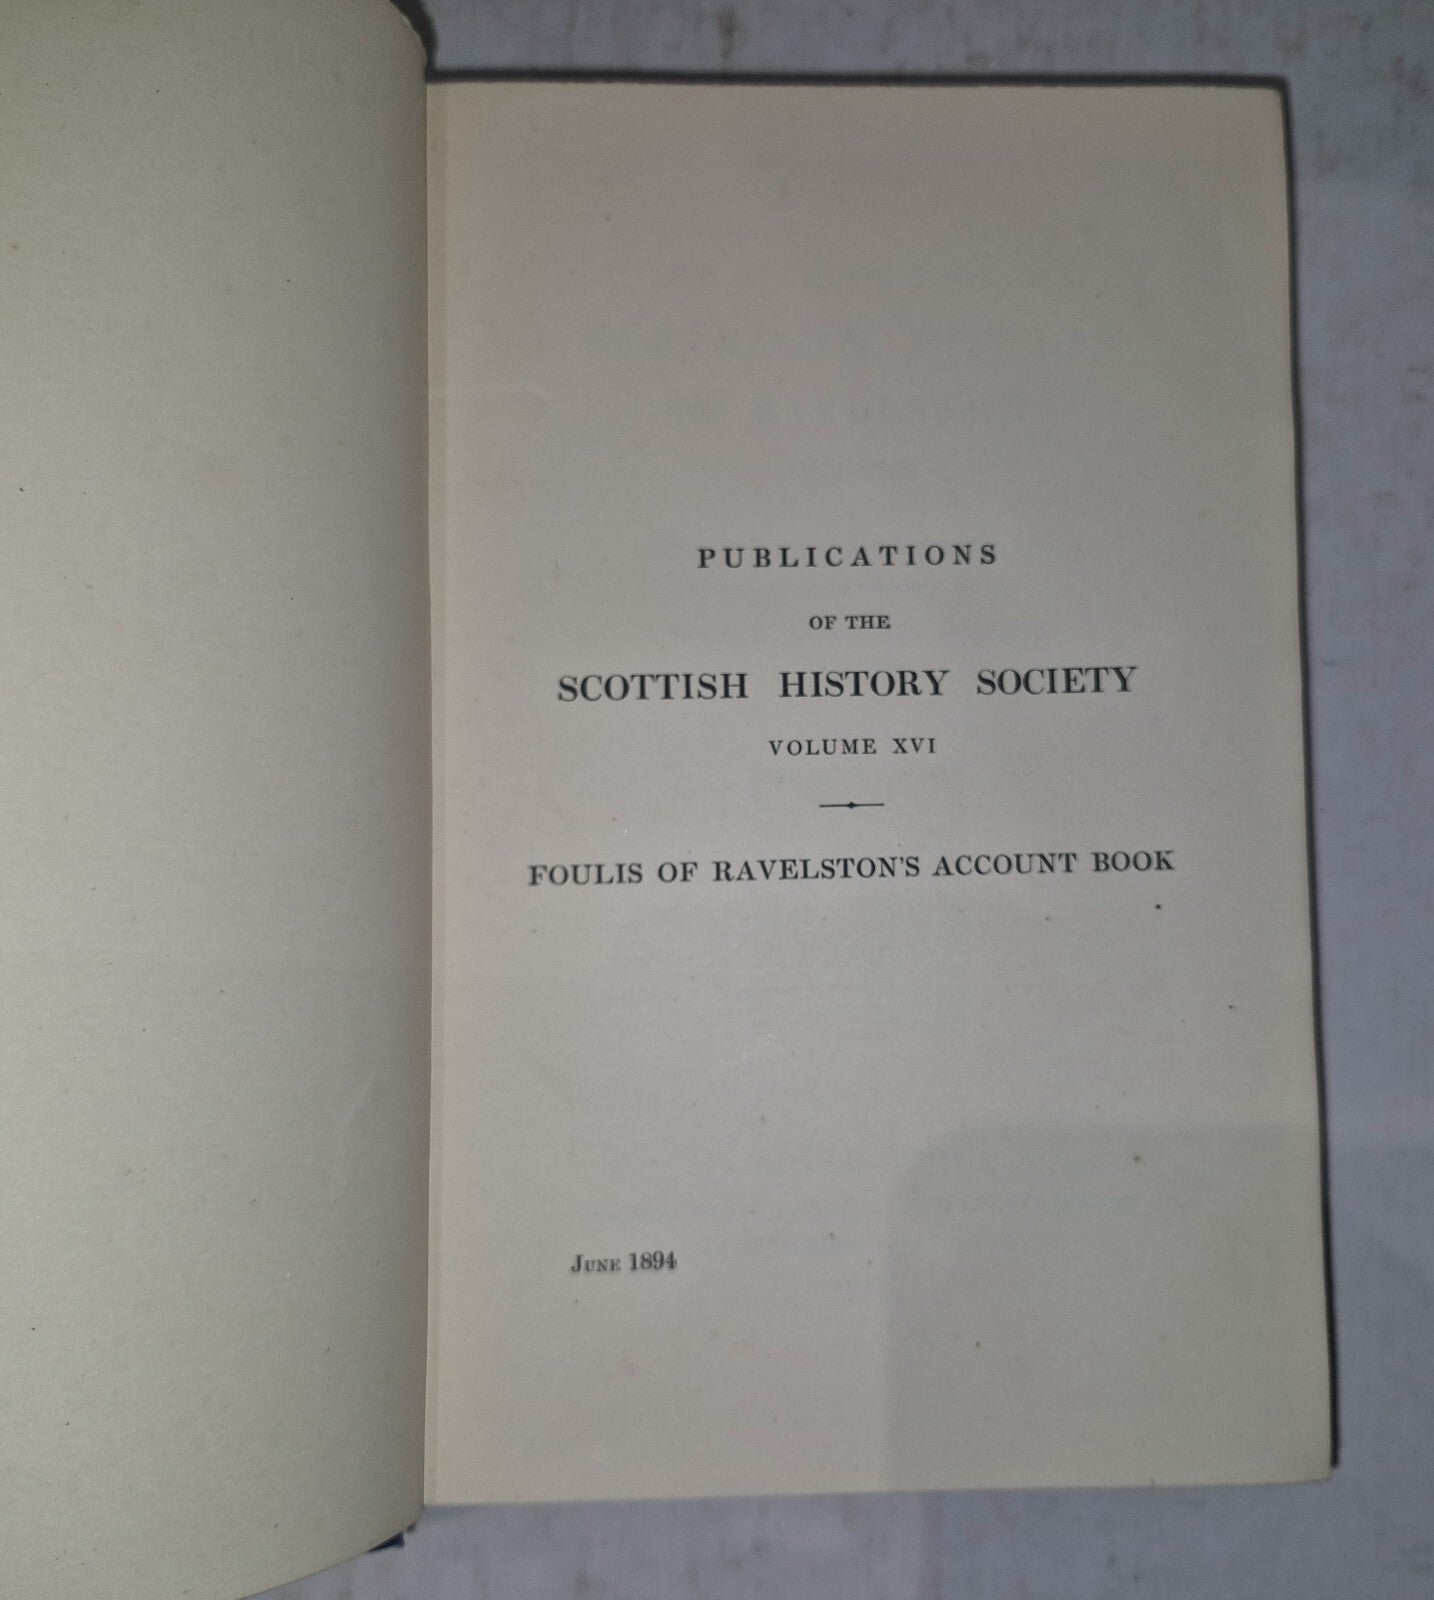 PUBLICATIONS
OF THE
SCOTTISH HISTORY SOCIETY
VOLUME XVI
FOULIS OF RAVELSTON'S ACCOUNT BOOK
JUNE 1894